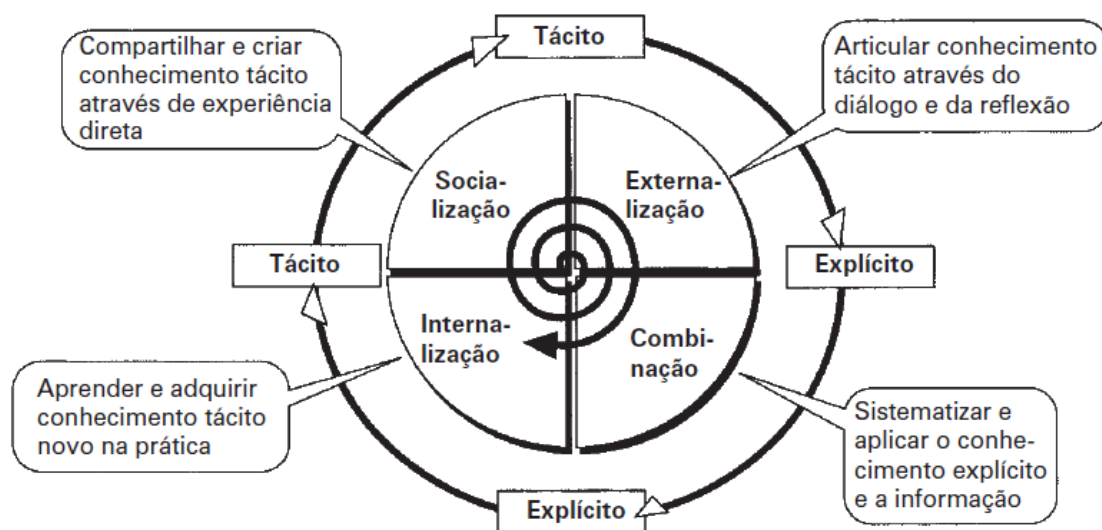 Tácito
Compartilhar e criar
conhecimento tácito
através de experiência
direta
Articular conhecimento
tácito através do
diálogo e da reflexão
Socia-
lização
Externa-
lização
Tácito
Explícito
Interna-
lização
Combi-
nação
Aprender e adquirir
conhecimento tácito
novo na prática
Sistematizar e
aplicar o conhe-
cimento explícito
e a informação
Explícito